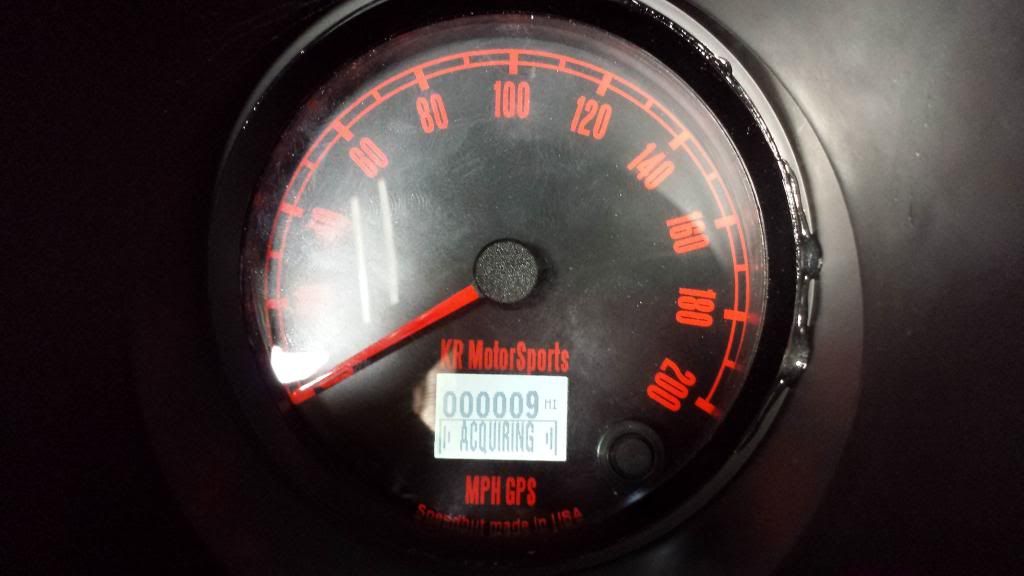 40
60
80
100
120
140
160
180
200
KR MotorSports
000009 MI
ACQUIRING
MPH GPS
Speedhut made in USA